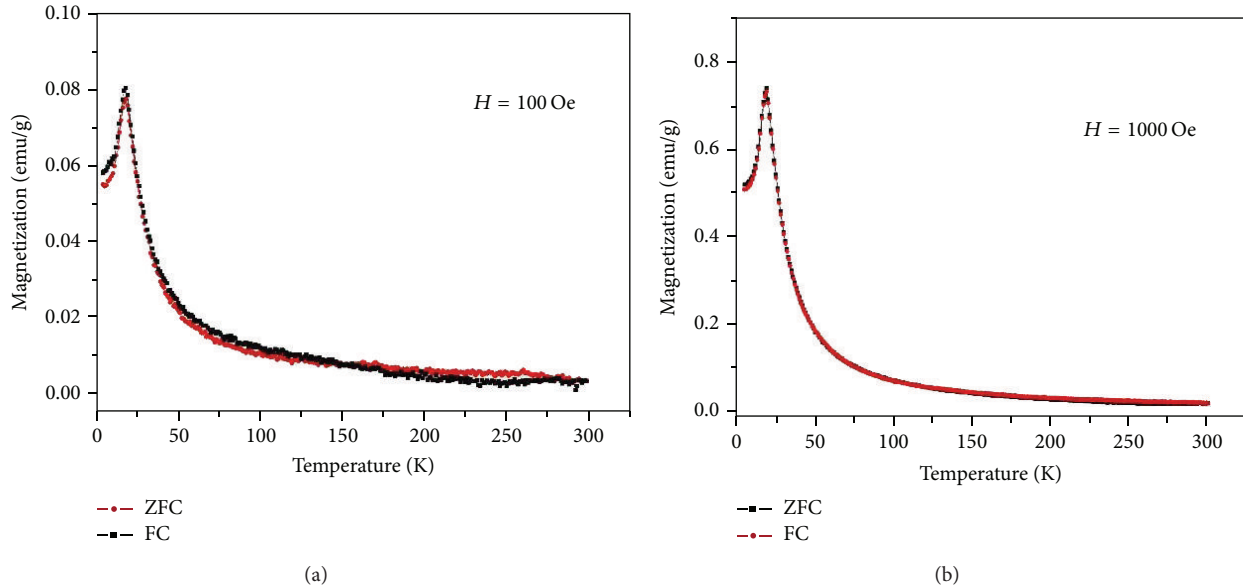 0.10
0.08
0.06
0.04
0.02
0.00
Magnetization (emu/g)
H = 100 Oe
0 50 100 150 200 250 300
Temperature (K)
ZFC
FC
(a)
0.8
0.6
0.4
0.2
0.0
Magnetization (emu/g)
H = 1000 Oe
0 50 100 150 200 250 300
Temperature (K)
ZFC
FC
(b)